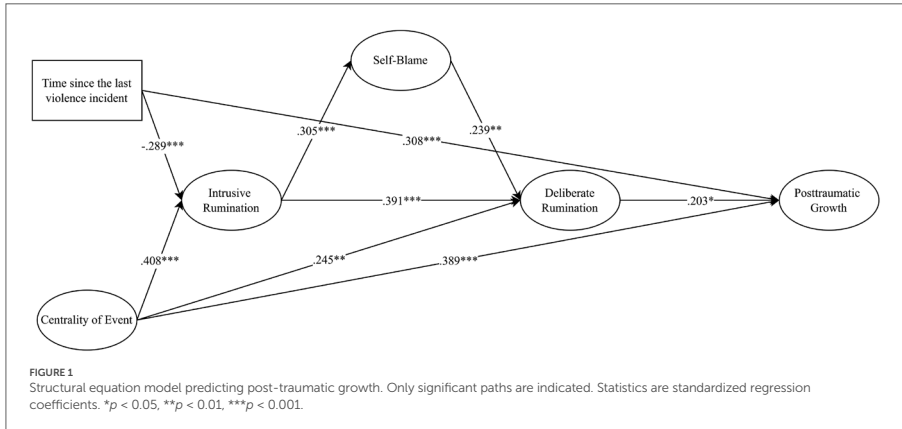 Self-Blame
Time since the last
violence incident
.305***
.239**
.308***
-.289***
Intrusive
Rumination
.391***
Deliberate
Rumination
.203*
Posttraumatic
Growth
.408***
.245**
.389***
Centrality of Event
FIGURE 1
Structural equation model predicting post-traumatic growth. Only significant paths are indicated. Statistics are standardized regression
coefficients. *p < 0.05, **p < 0.01, ***p < 0.001.